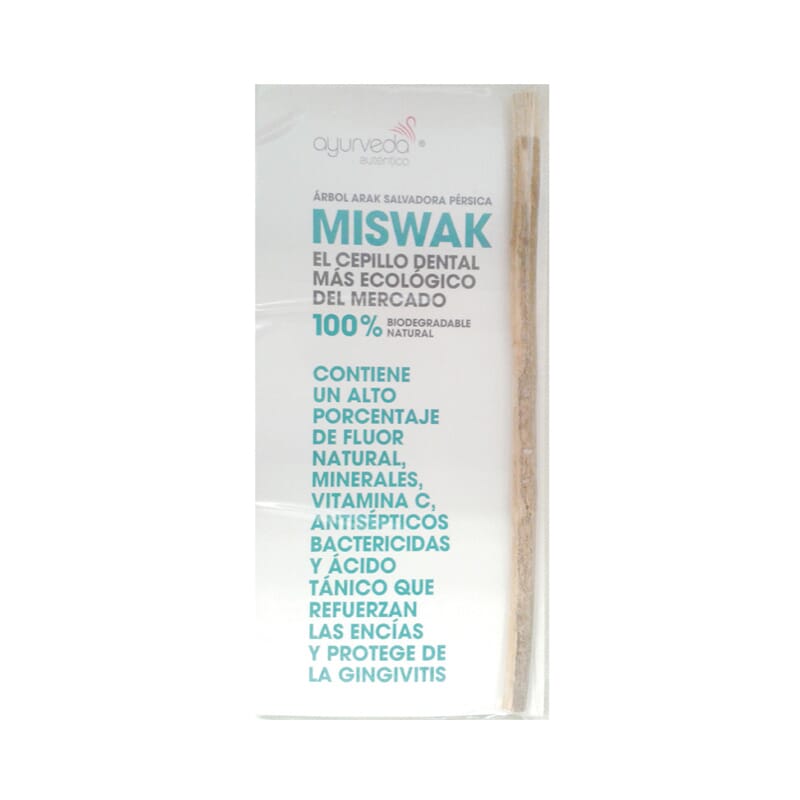 ayurveda ®
auténtico
ÁRBOL ARAK SALVADORA PÉRSICA
MISWAK
EL CEPILLO DENTAL
MÁS ECOLÓGICO
DEL MERCADO
100% BIODEGRADABLE
NATURAL
CONTIENE
UN ALTO
PORCENTAJE
DE FLUOR
NATURAL,
MINERALES,
VITAMINA C,
ANTISÉPTICOS
BACTERICIDAS
Y ÁCIDO
TÁNICO QUE
REFUERZAN
LAS ENCÍAS
Y PROTEGE DE
LA GINGIVITIS